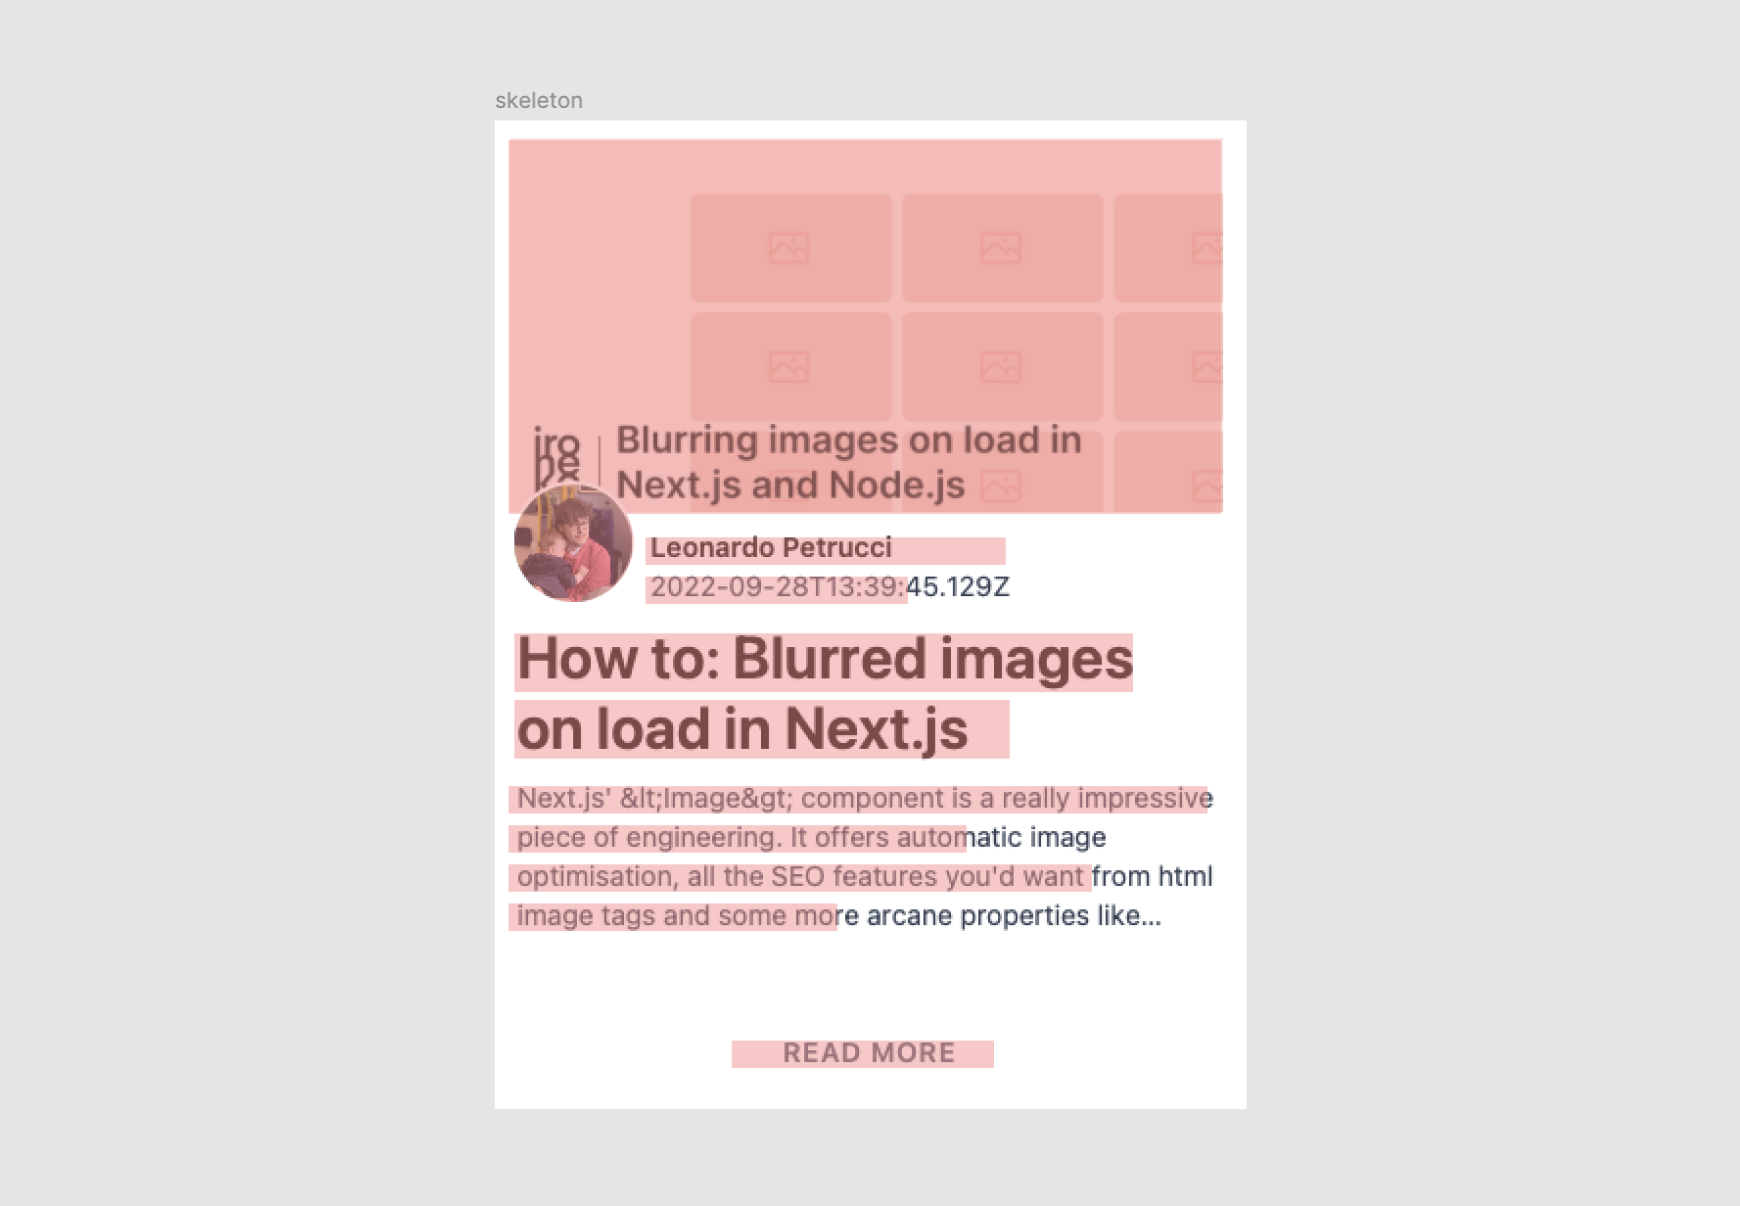 skeleton
Blurring images on load in
Next.js and Node.js
Leonardo Petrucci
2022-09-28T13:39:45.129Z
How to: Blurred images
on load in Next.js
Next.js' &lt;Image&gt; component is a really impressive
piece of engineering. It offers automatic image
optimisation, all the SEO features you'd want from html
image tags and some more arcane properties like...
READ MORE